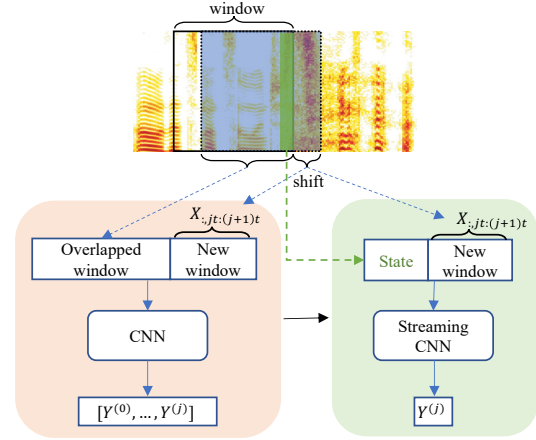 window
shift
X:,jt:(j+1)t
X:,jt:(j+1)t
Overlapped
window
New
window
State
New
window
CNN
Streaming
CNN
[Y(0), … , Y(j)]
Y(j)